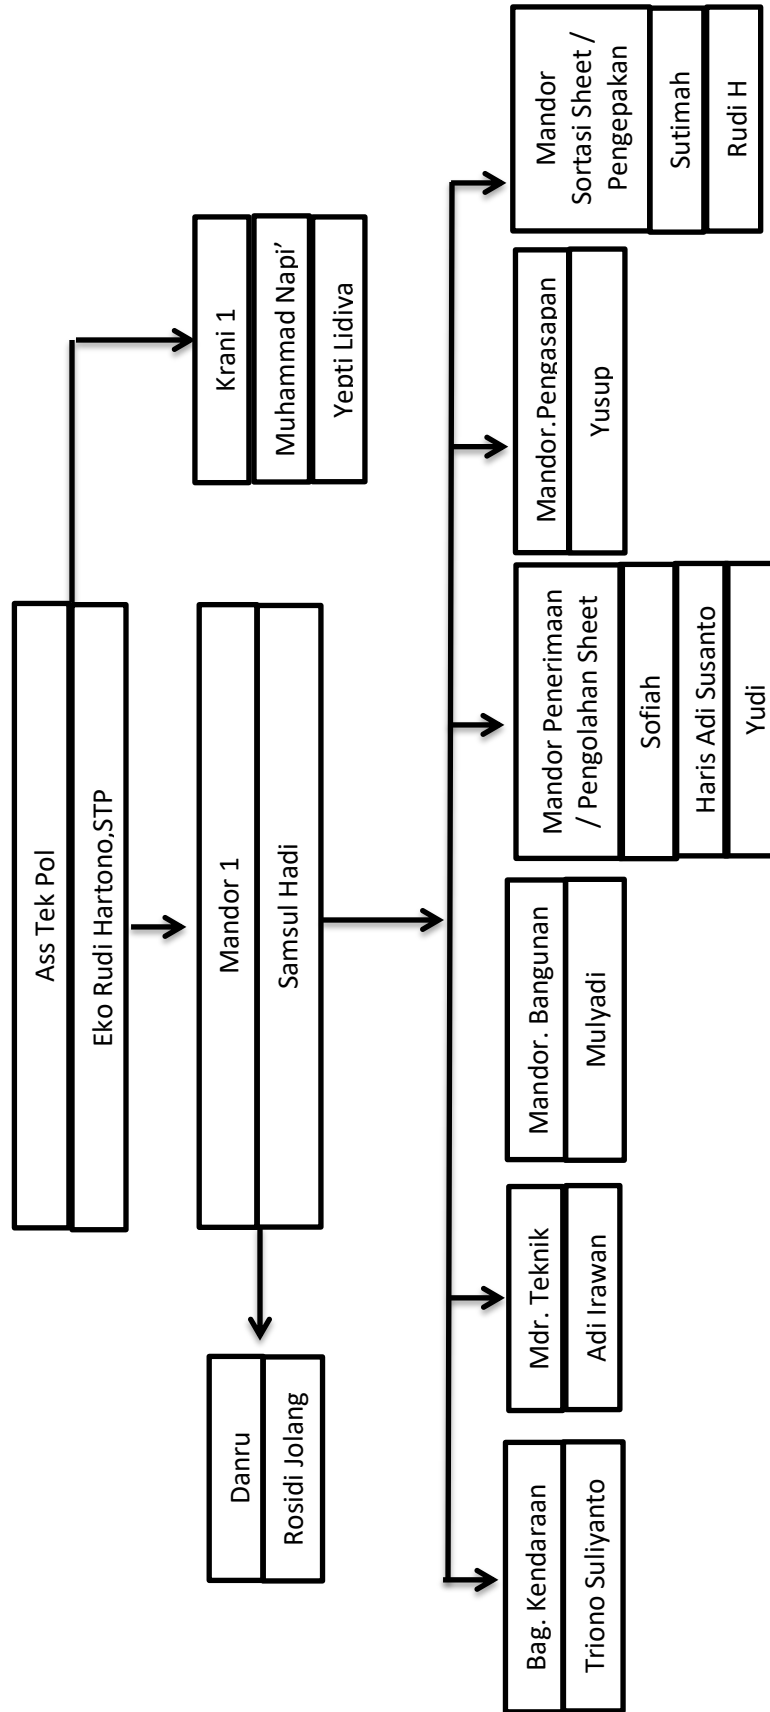 Ass Tek Pol
Eko Rudi Hartono,STP
Krani 1
Muhammad Napi'
Yepti Lidiva
Mandor 1
Samsul Hadi
Danru
Rosidi Jolang
Bag. Kendaraan
Triono Suliyanto
Mdr. Teknik
Adi Irawan
Mandor. Bangunan
Mulyadi
Mandor Penerimaan
/ Pengolahan Sheet
Sofiah
Haris Adi Susanto
Yudi
Mandor.Pengasapan
Yusup
Mandor
Sortasi Sheet /
Pengepakan
Sutimah
Rudi H